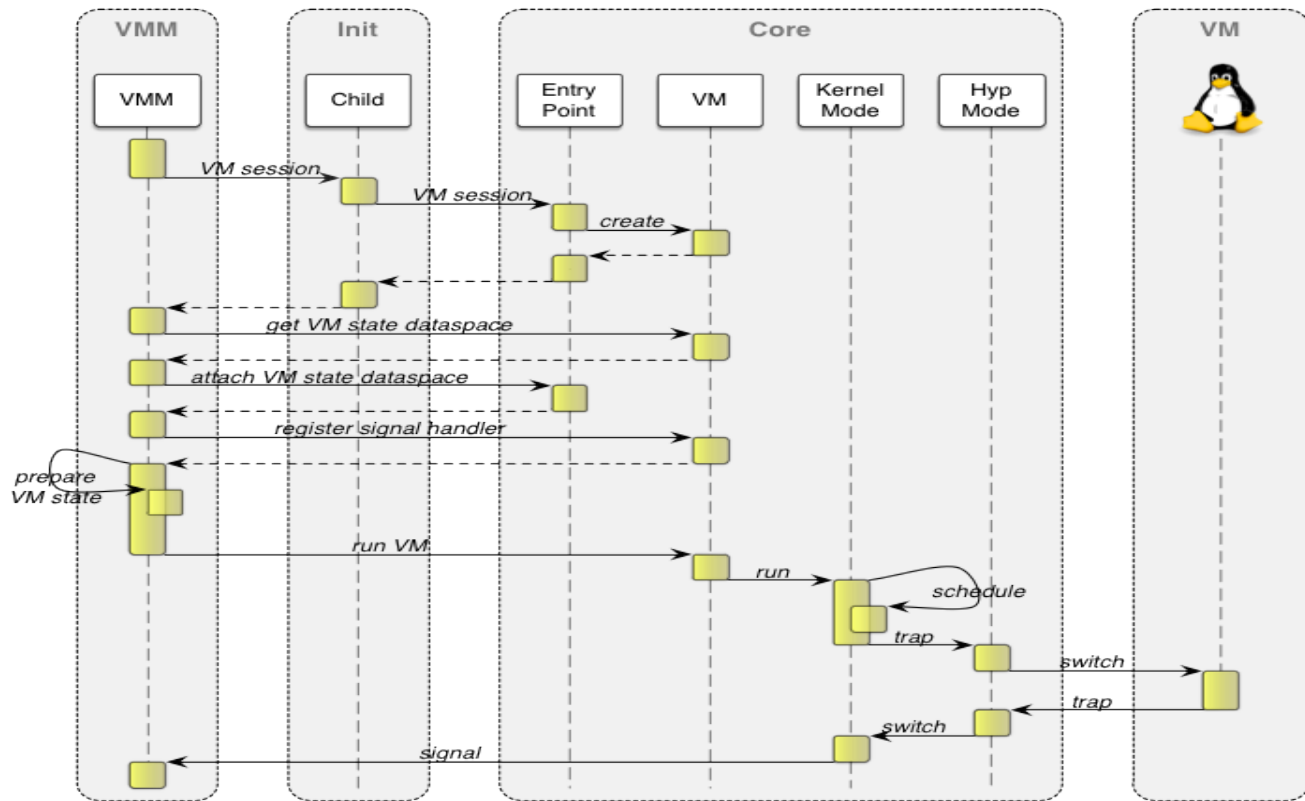 VMM
Init
Core
VM
VMM
Child
Entry
Point
VM
Kernel
Mode
Hyp
Mode
VM session
VM session
create
get VM state dataspace
attach VM state dataspace
register signal handler
prepare
VM state
run VM
run
schedule
trap
switch
trap
switch
signal